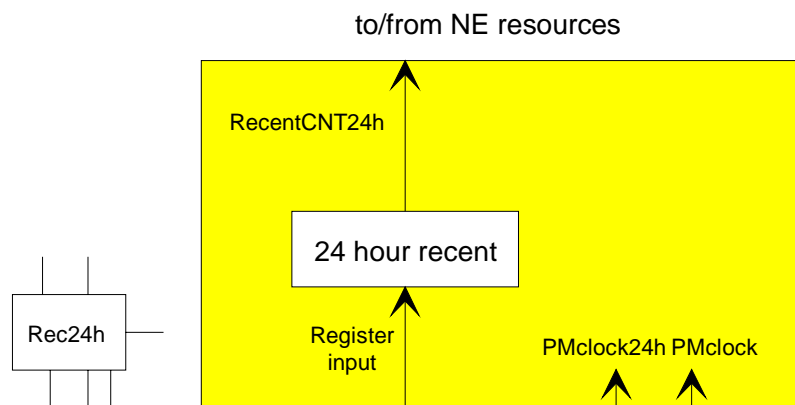 to/from NE resources
RecentCNT24h
24 hour recent
Rec24h
Register
input
PMclock24h PMclock